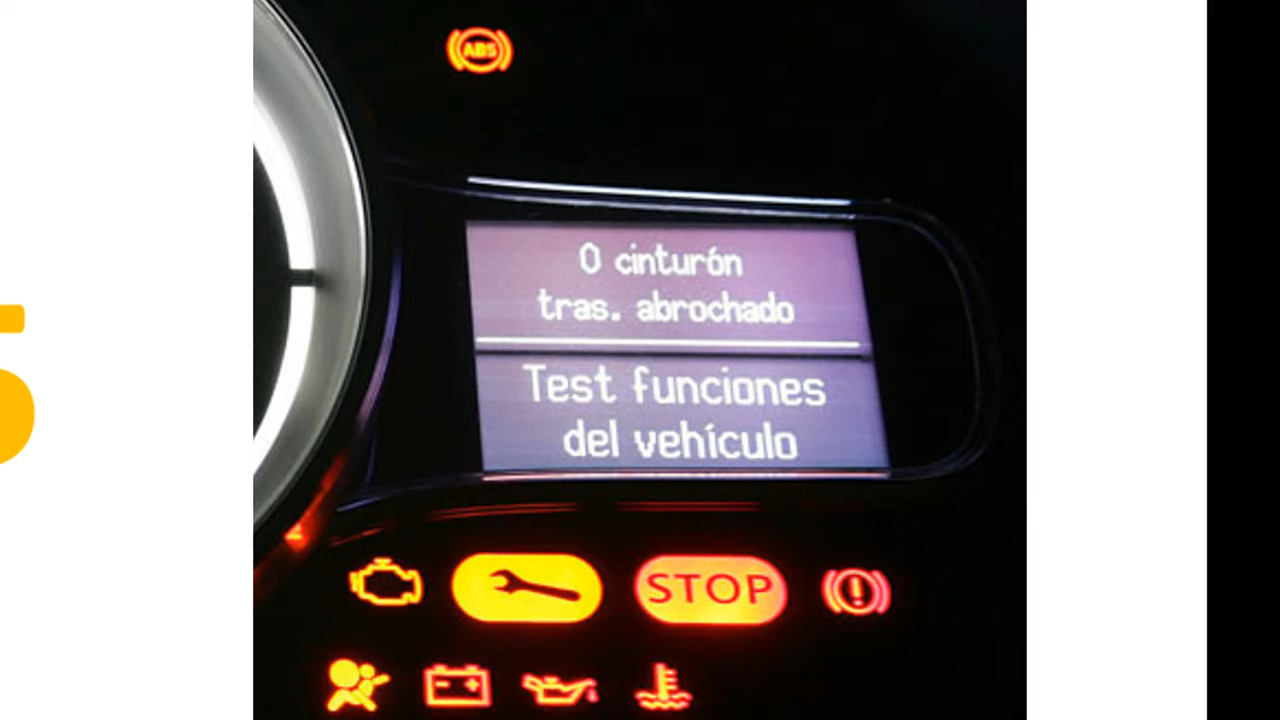 ABS
0 cinturón
tras. abrochado
Test funciones
del vehículo
STOP